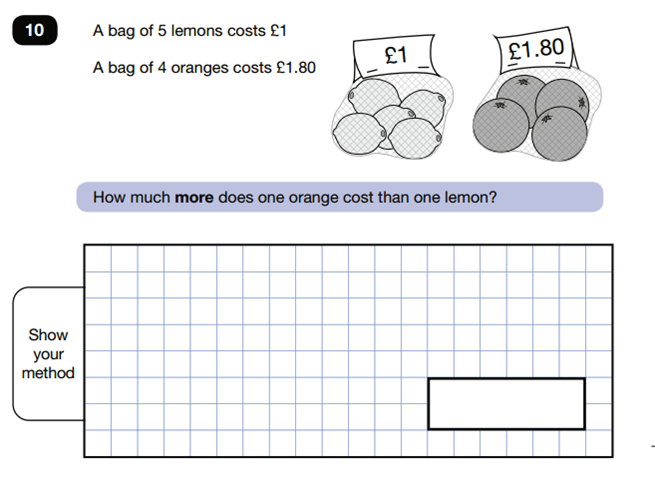 10
A bag of 5 lemons costs £1
A bag of 4 oranges costs £1.80
£1
£1.80
How much more does one orange cost than one lemon?
Show
your
method